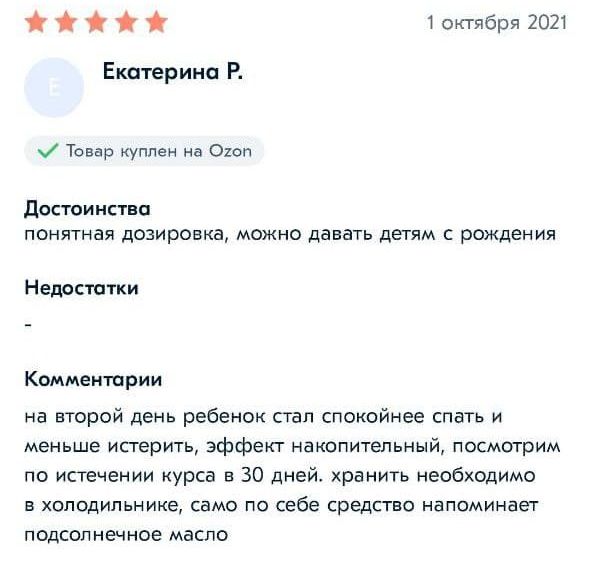 1 октября 2021
Е
Екатерина Р.
Товар куплен на Ozon
Достоинства
понятная дозировка, можно давать детям с рождения
Недостатки
-
Комментарии
на второй день ребенок стал спокойнее спать и
меньше истерить, эффект накопительный, посмотрим
по истечении курса в 30 дней. хранить необходимо
в холодильнике, само по себе средство напоминает
подсолнечное масло